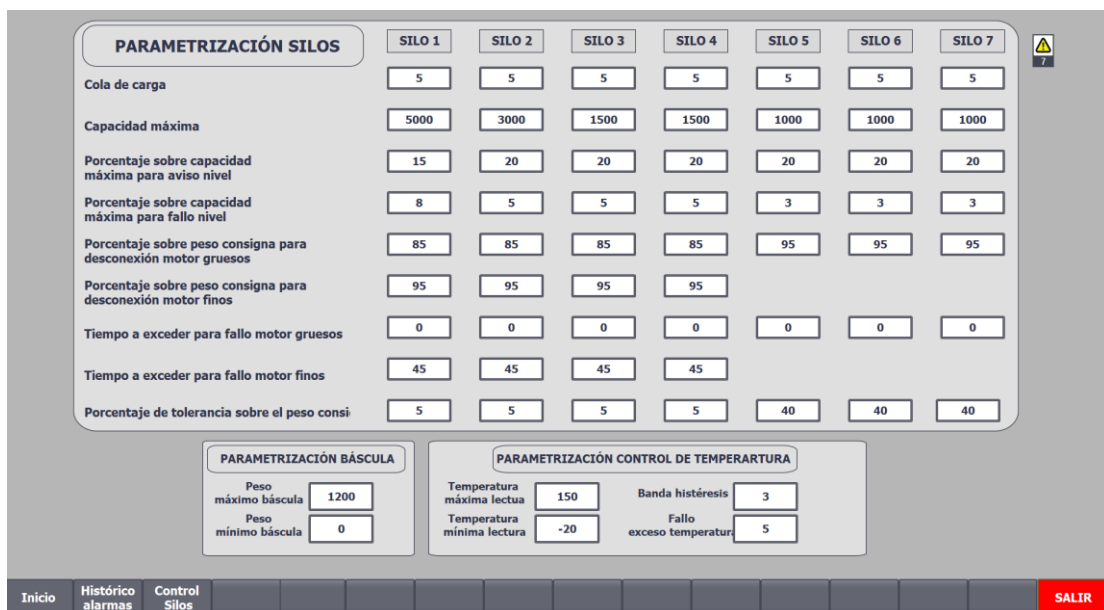 PARAMETRIZACIÓN SILOS SILO 1 SILO 2 SILO 3 SILO 4 SILO 5 SILO 6 SILO 7
7
Cola de carga 5 5 5 5 5 5 5
Capacidad máxima 5000 3000 1500 1500 1000 1000 1000
Porcentaje sobre capacidad
máxima para aviso nivel 15 20 20 20 20 20 20
Porcentaje sobre capacidad
máxima para fallo nivel 8 5 5 5 3 3 3
Porcentaje sobre peso consigna para
desconexión motor gruesos 85 85 85 85 95 95 95
Porcentaje sobre peso consigna para
desconexión motor finos 95 95 95 95
Tiempo a exceder para fallo motor gruesos 0 0 0 0 0 0 0
Tiempo a exceder para fallo motor finos 45 45 45 45
Porcentaje de tolerancia sobre el peso consi 5 5 5 5 40 40 40
PARAMETRIZACIÓN BÁSCULA
Peso
máximo báscula 1200
Peso
mínimo báscula 0
PARAMETRIZACIÓN CONTROL DE TEMPERARTURA
Temperatura
máxima lectua 150
Banda histéresis 3
Temperatura
mínima lectura -20
Fallo
exceso temperatura 5
Inicio
Histórico
alarmas
Control
Silos
SALIR